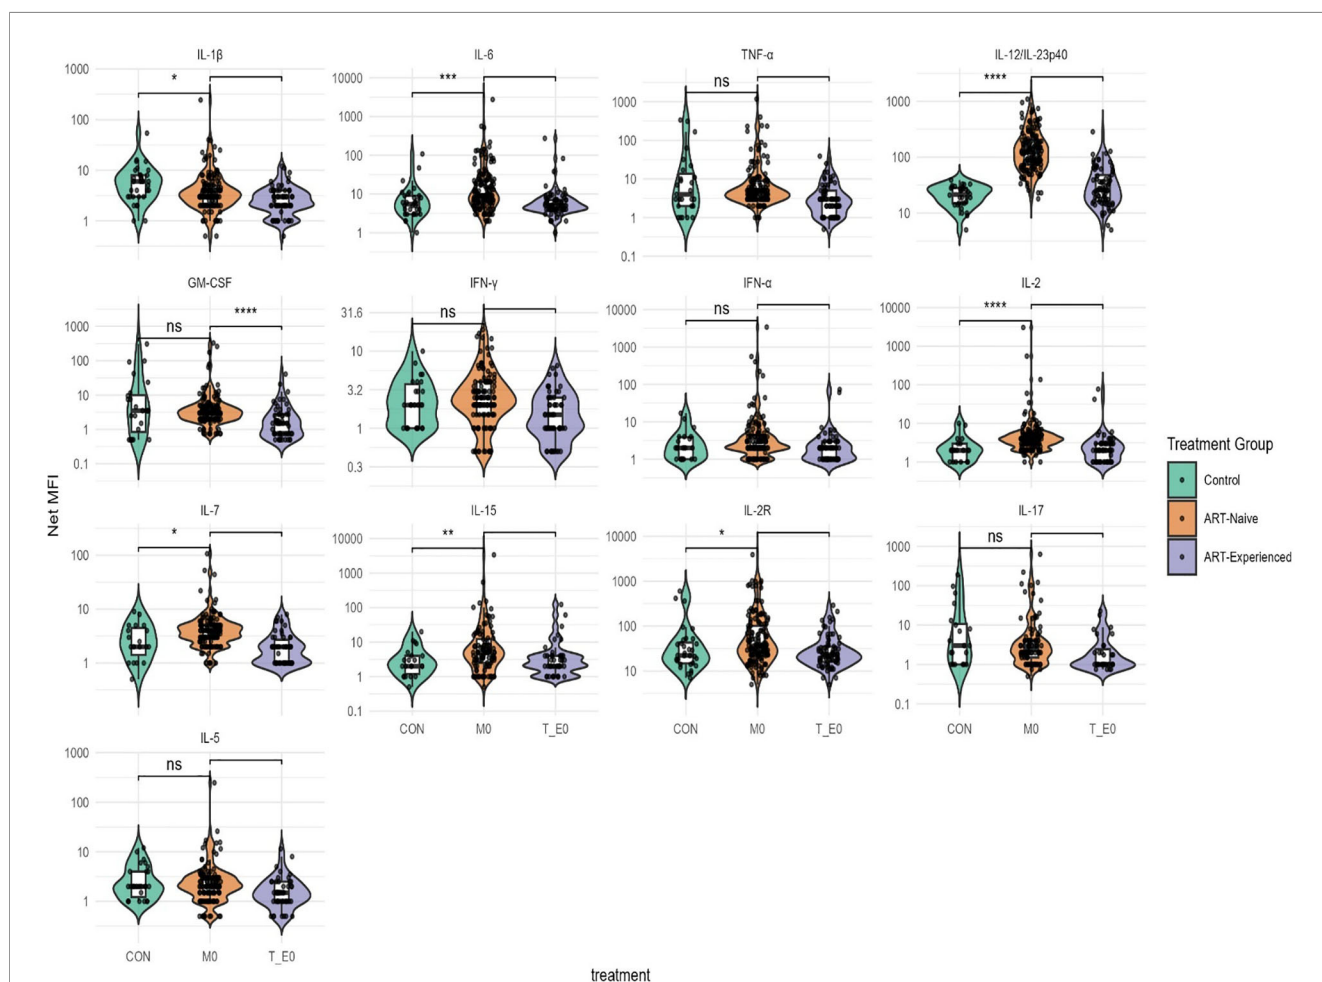 IL-1β
IL-6
TNF-α
IL-12/IL-23p40
1000
100
10
1
*
10000
1000
100
10
1
***
1000
100
10
1
0.1
ns
1000
100
10
****
GM-CSF
IFN-γ
IFN-α
IL-2
1000
100
10
1
0.1
ns
****
31.6
10
3.2
1
0.3
ns
10000
1000
100
10
1
ns
10000
1000
100
10
1
****
Treatment Group
Control
ART-Naive
ART-Experienced
Net MFI
IL-7
IL-15
IL-2R
IL-17
100
10
1
*
10000
1000
100
10
1
0.1
**
10000
1000
100
10
*
1000
100
10
1
0.1
ns
CON M0 T_E0
CON M0 T_E0
CON M0 T_E0
IL-5
1000
100
10
1
ns
CON M0 T_E0
treatment